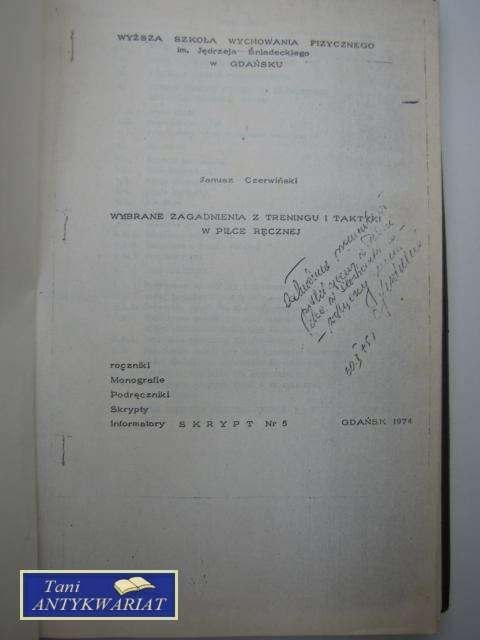 WYŻSZA SZKOŁA WYCHOWANIA FIZYCZNEGO
im. Jędrzeja Śniadeckiego
w GDAŃSKU
Janusz Czerwiński
WYBRANE ZAGADNIENIA Z TRENINGU I TAKTYKI
W PIŁCE RĘCZNEJ
roczniki
Monografie
Podręczniki
Skrypty
Informatory SKRYPT Nr 5 GDAŃSK 1974
Tani
ANTYKWARIAT